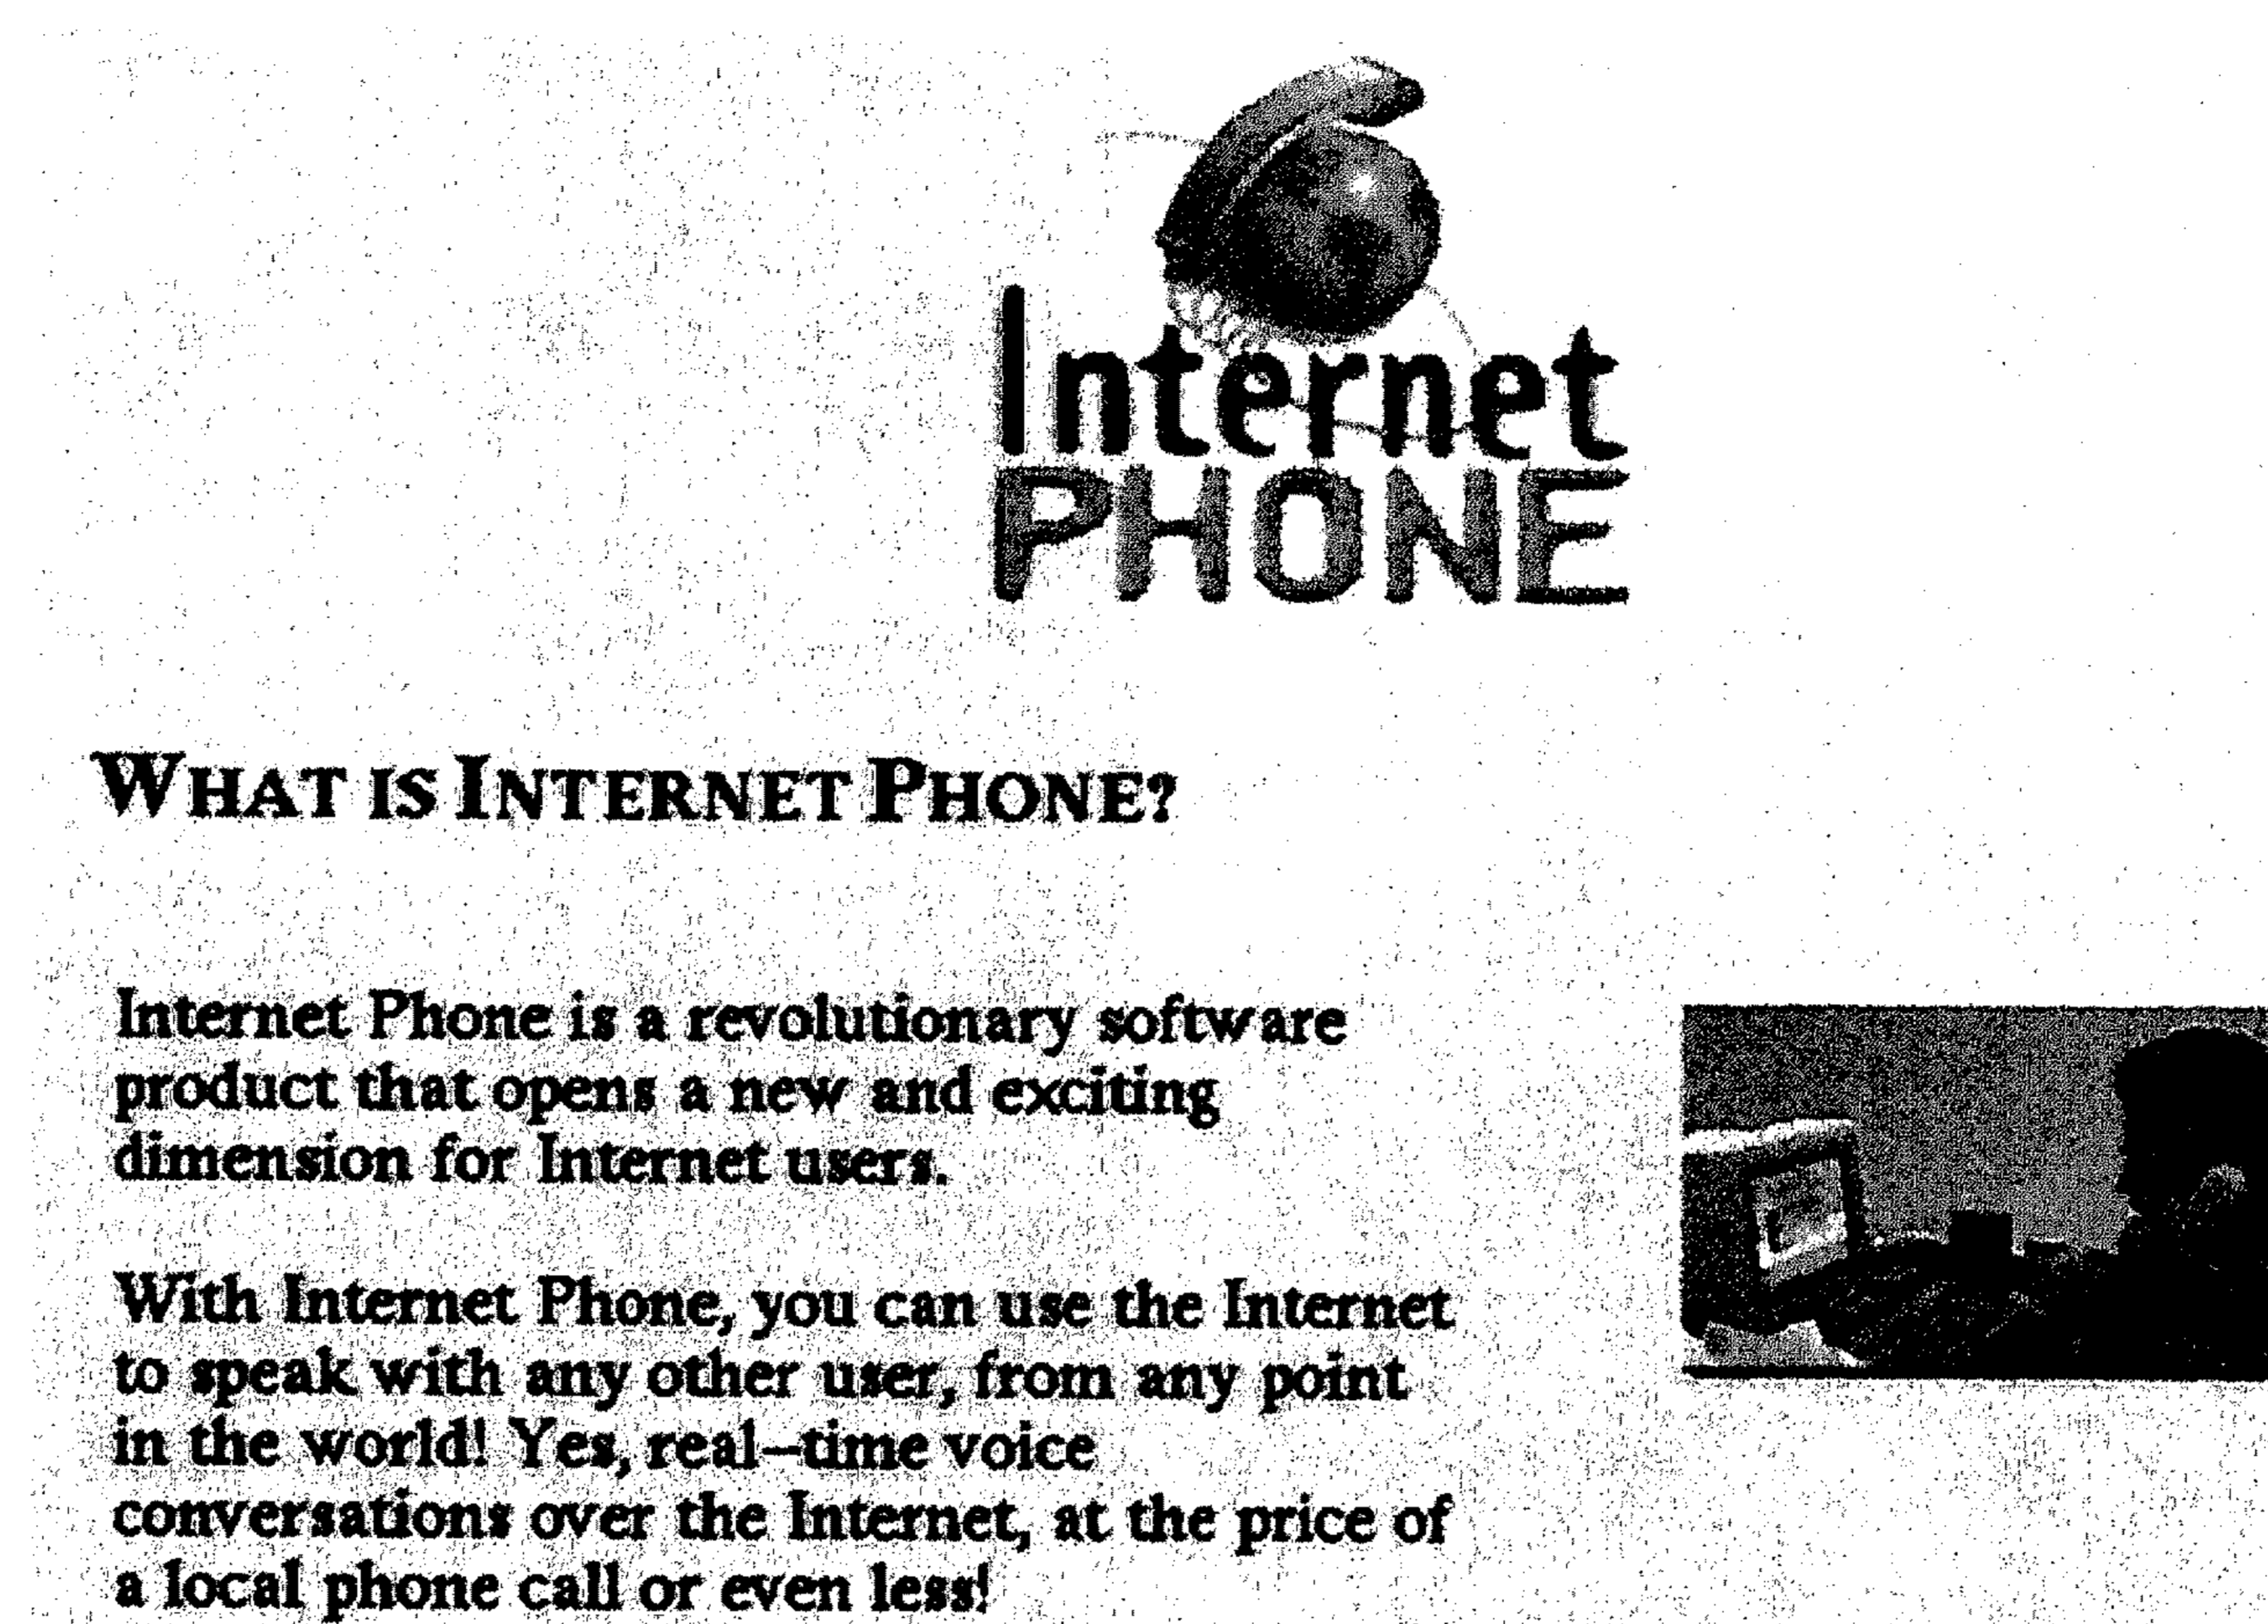 Internet
PHONE
WHAT IS INTERNET PHONE?
Internet Phone is a revolutionary software
product that opens a new and exciting
dimension for Internet users.
With Internet Phone, you can use the Internet
to speak with any other user, from any point
in the world! Yes, real–time voice
conversations over the Internet, at the price of
a local phone call or even less!